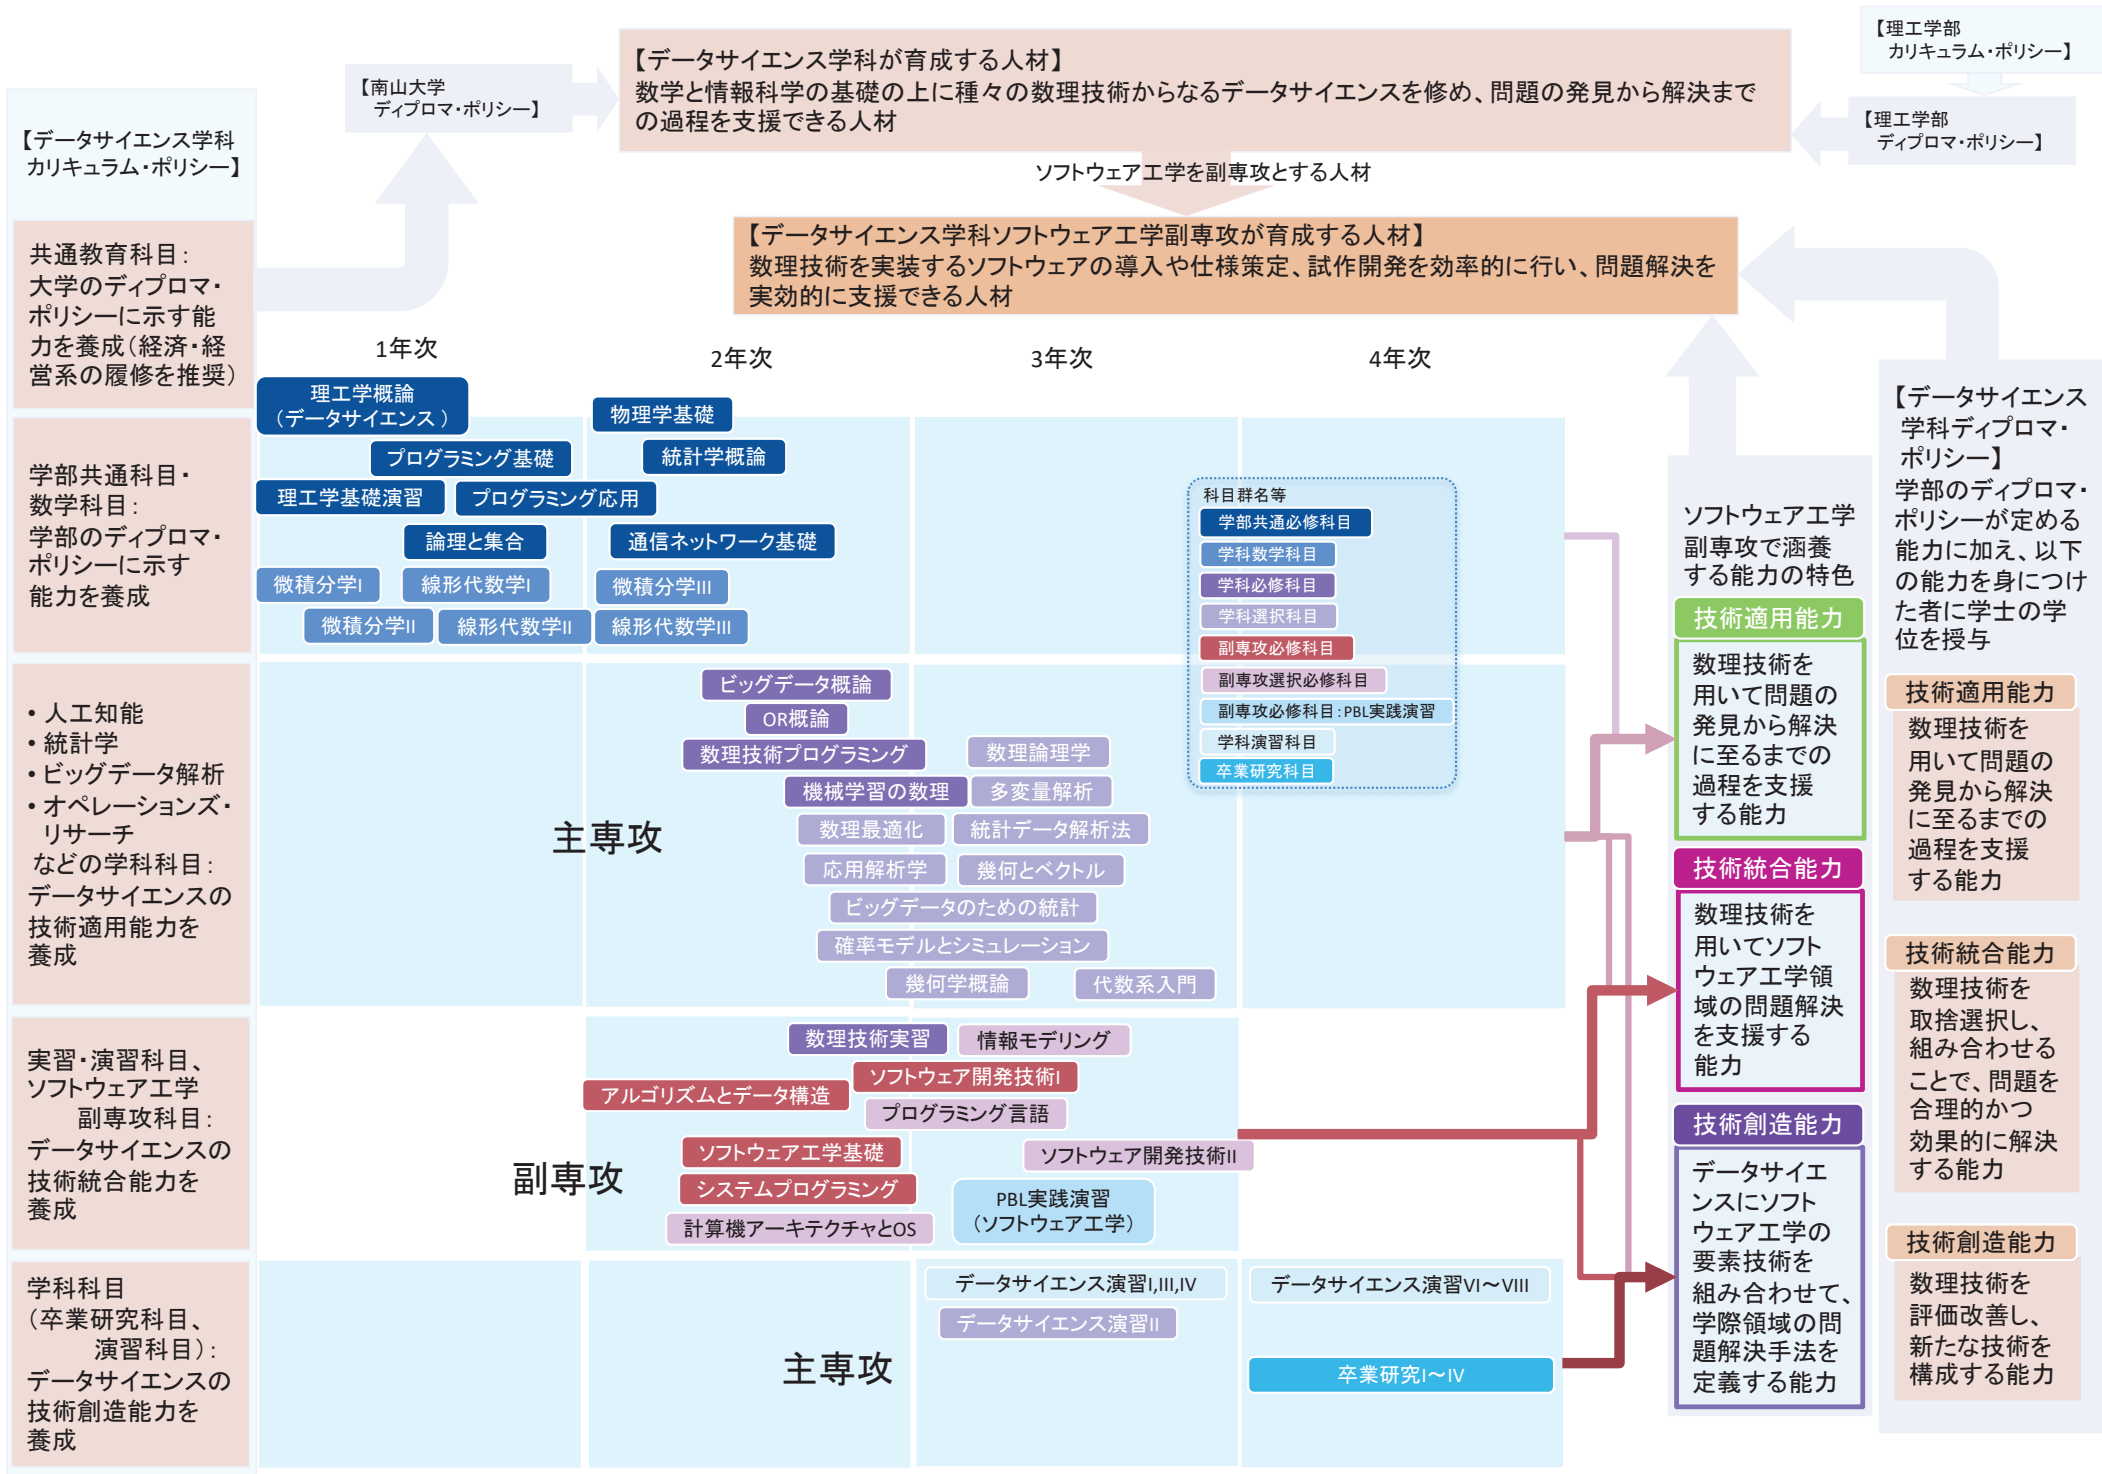 【理工学部
カリキュラム・ポリシー】
【データサイエンス学科が育成する人材】
数学と情報科学の基礎の上に種々の数理技術からなるデータサイエンスを修め、問題の発見から解決まで
の過程を支援できる人材
【南山大学
ディプロマ・ポリシー】
【理工学部
ディプロマ・ポリシー】
【データサイエンス学科
カリキュラム・ポリシー】
ソフトウェア工学を副専攻とする人材
【データサイエンス学科ソフトウェア工学副専攻が育成する人材】
数理技術を実装するソフトウェアの導入や仕様策定、試作開発を効率的に行い、問題解決を
実効的に支援できる人材
共通教育科目：
大学のディプロマ・
ポリシーに示す能
力を養成（経済・経
営系の履修を推奨）
1年次
2年次
3年次
4年次
学部共通科目・
数学科目：
学部のディプロマ・
ポリシーに示す
能力を養成
理工学概論
（データサイエンス）
物理学基礎
プログラミング基礎
統計学概論
理工学基礎演習
プログラミング応用
論理と集合
通信ネットワーク基礎
微積分学I
線形代数学I
微積分学III
微積分学II
線形代数学II
線形代数学III
科目群名等
学部共通必修科目
学科数学科目
学科必修科目
学科選択科目
副専攻必修科目
副専攻選択必修科目
副専攻必修科目：PBL実践演習
学科演習科目
卒業研究科目
・人工知能
・統計学
・ビッグデータ解析
・オペレーションズ・
リサーチ
などの学科科目：
データサイエンスの
技術適用能力を
養成
主専攻
ビッグデータ概論
OR概論
数理技術プログラミング
数理論理学
機械学習の数理
多変量解析
数理最適化
統計データ解析法
応用解析学
幾何とベクトル
ビッグデータのための統計
確率モデルとシミュレーション
幾何学概論
代数系入門
実習・演習科目、
ソフトウェア工学
副専攻科目：
データサイエンスの
技術統合能力を
養成
副専攻
数理技術実習
情報モデリング
ソフトウェア開発技術I
アルゴリズムとデータ構造
プログラミング言語
ソフトウェア工学基礎
ソフトウェア開発技術II
システムプログラミング
PBL実践演習
（ソフトウェア工学）
計算機アーキテクチャとOS
学科科目
（卒業研究科目、
演習科目）：
データサイエンスの
技術創造能力を
養成
主専攻
データサイエンス演習I,III,IV
データサイエンス演習VI～VIII
データサイエンス演習II
卒業研究I～IV
ソフトウェア工学
副専攻で涵養
する能力の特色
技術適用能力
数理技術を
用いて問題の
発見から解決
に至るまでの
過程を支援
する能力
技術統合能力
数理技術を
用いてソフト
ウェア工学領
域の問題解決
を支援する
能力
技術創造能力
データサイエ
ンスにソフト
ウェア工学の
要素技術を
組み合わせて、
学際領域の問
題解決手法を
定義する能力
【データサイエンス
学科ディプロマ・
ポリシー】
学部のディプロマ・
ポリシーが定める
能力に加え、以下
の能力を身につけ
た者に学士の学
位を授与
技術適用能力
数理技術を
用いて問題の
発見から解決
に至るまでの
過程を支援
する能力
技術統合能力
数理技術を
取捨選択し、
組み合わせる
ことで、問題を
合理的かつ
効果的に解決
する能力
技術創造能力
数理技術を
評価改善し、
新たな技術を
構成する能力